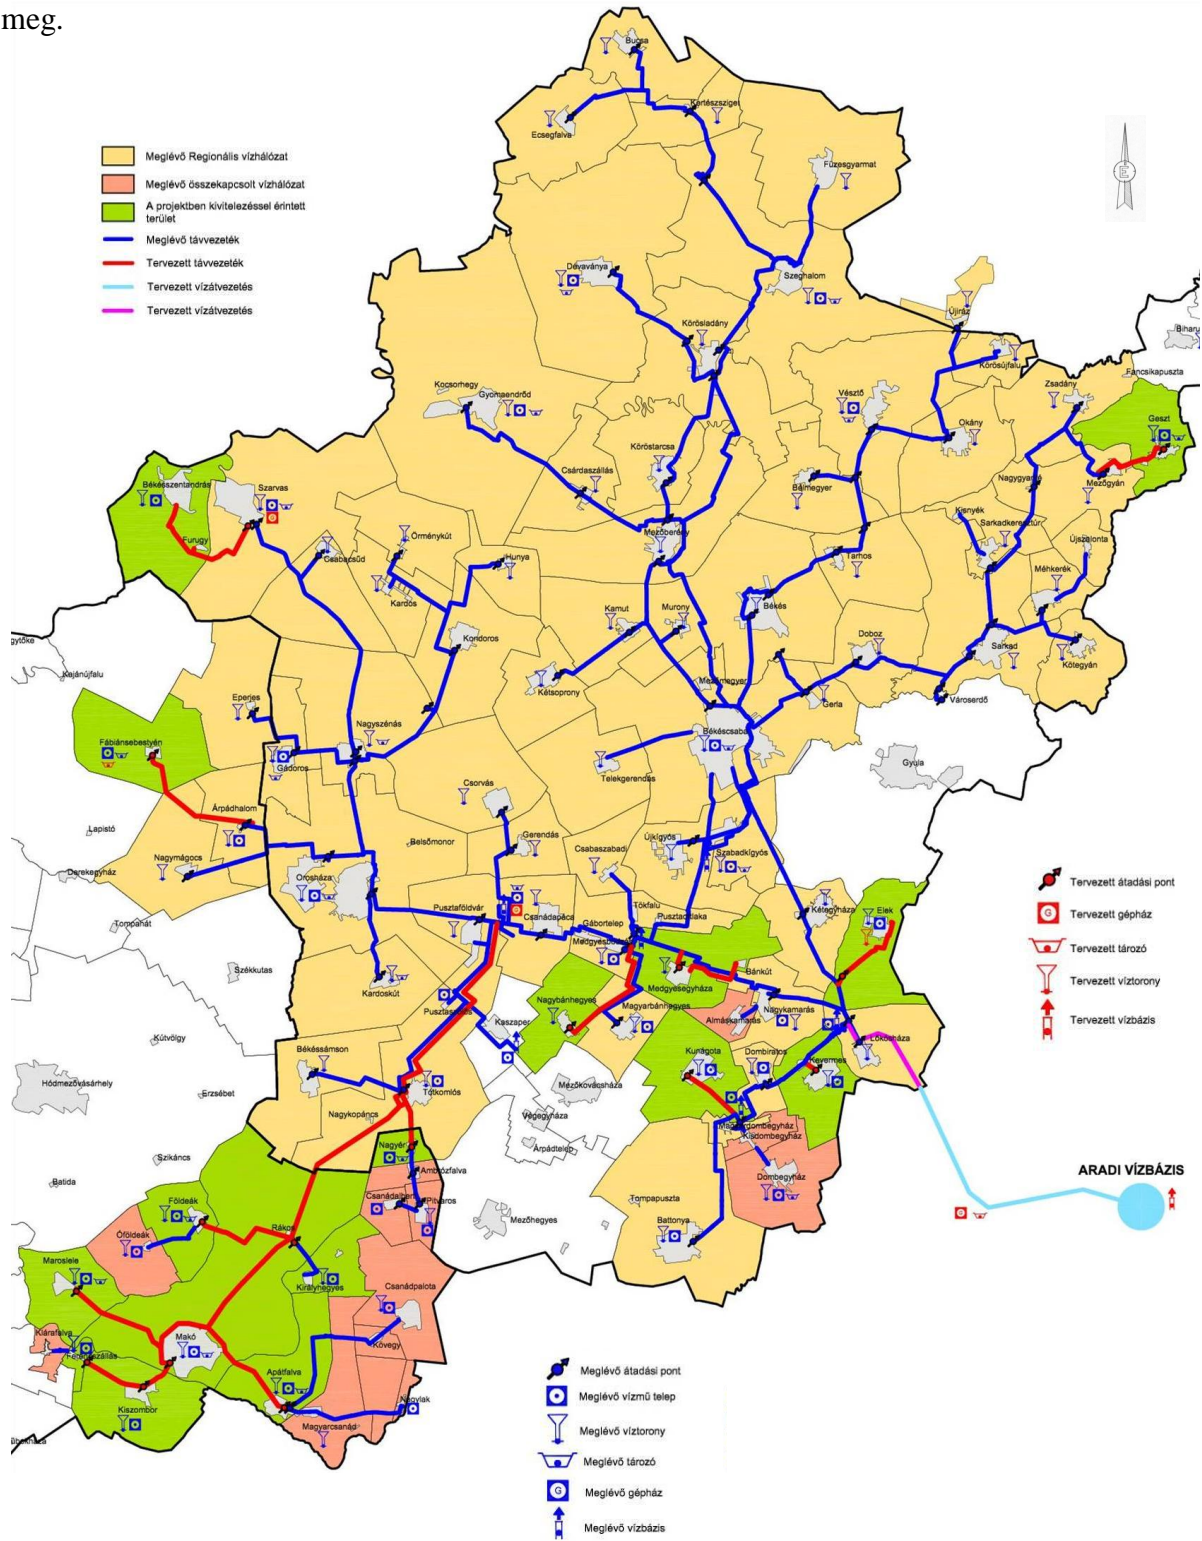 meg.
Bucsa
Kertészsziget
Ecsegfalva
Füzesgyarmat
Meglévő Regionális vízhálózat
Meglévő összekapcsolt vízhálózat
A projektben kivitelezéssel érintett
terület
Meglévő távvezeték
Tervezett távvezeték
Tervezett vízátvezetés
Tervezett vízátvezetés
É
Dévaványa
Szeghalom
Újiráz
Körösladány
Körösújfalu
Fancsikapuszta
Kocsorhegy
Gyomaendrőd
Vésztő
Zsadány
Geszt
Okány
Köröstarcsa
Csárdaszállás
Bélmegyer
Nagygyanté
Mezőgyán
Békésszentandrás
Szarvas
Furugy
Kisnyék
Sarkadkeresztúr
Mezőberény
Örménykút
Csabacsűd
Hunya
Tarhos
Újszalonta
Méhkerék
Kardos
Békés
Kamut
Murony
Kondoros
Doboz
Sarkad
Kötegyán
gytőke
Kajánújfalu
Kétsoprony
Mezőmegyer
Gerla
Városerdő
Eperjes
Nagyszénás
Békéscsaba
Fábiánsebestyén
Gádoros
Telekgerendás
Gyula
Csorvás
Árpádhalom
Lapistó
Gerendás
Újkígyós
Belsőmonor
Csabaszabadi
Szabadkígyós
Nagymágocs
Derekegyház
Orosháza
Tervezett átadási pont
Kétegyháza
Elek
Pusztaföldvár
Csanádapáca
Gábortelep
Tókfalu
Tervezett gépház
Tompahát
Tervezett tározó
Székkutas
Kardoskút
Medgyesegyháza
Bánkút
Tervezett víztorony
Nagybánhegyes
Magyarbánhegyes
Almáskamarás
Nagykamarás
Tervezett vízbázis
Kaszaper
Lőkösháza
Kútvölgy
Békéssámson
Kunágota
Dombiratos
Kevermes
Hódmezővásárhely
Erzsébet
Tótkomlós
Mezőkovácsháza
Végegyháza
Nagykopáncs
Kisdombegyház
Nagyér
Árpádtelep
Szikáncs
Ambrózfalva
Dombegyház
ARADI VÍZBÁZIS
Batida
Csanádalberti
Pitvaros
Földeák
Tompapuszta
Mezőhegyes
Óföldeák
Rákos
Battonya
Maroslele
Királyhegyes
Csanádpalota
Klárafalva
Makó
Kövegy
Apátfalva
Meglévő átadási pont
Meglévő vízmű telep
Kiszombor
Nagylak
Magyarcsanád
Meglévő víztorony
Meglévő tározó
G
Meglévő gépház
Meglévő vízbázis